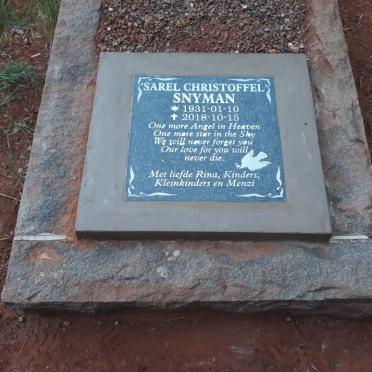 SAREL CHRISTOFFEL
SNYMAN
★ 1931-01-10
✝ 2018-10-15
One more Angel in Heaven
One more star in the Sky
We will never forget you
Our love for you will
never die.
Met liefde Rina, Kinders,
Kleinkinders en Menzi